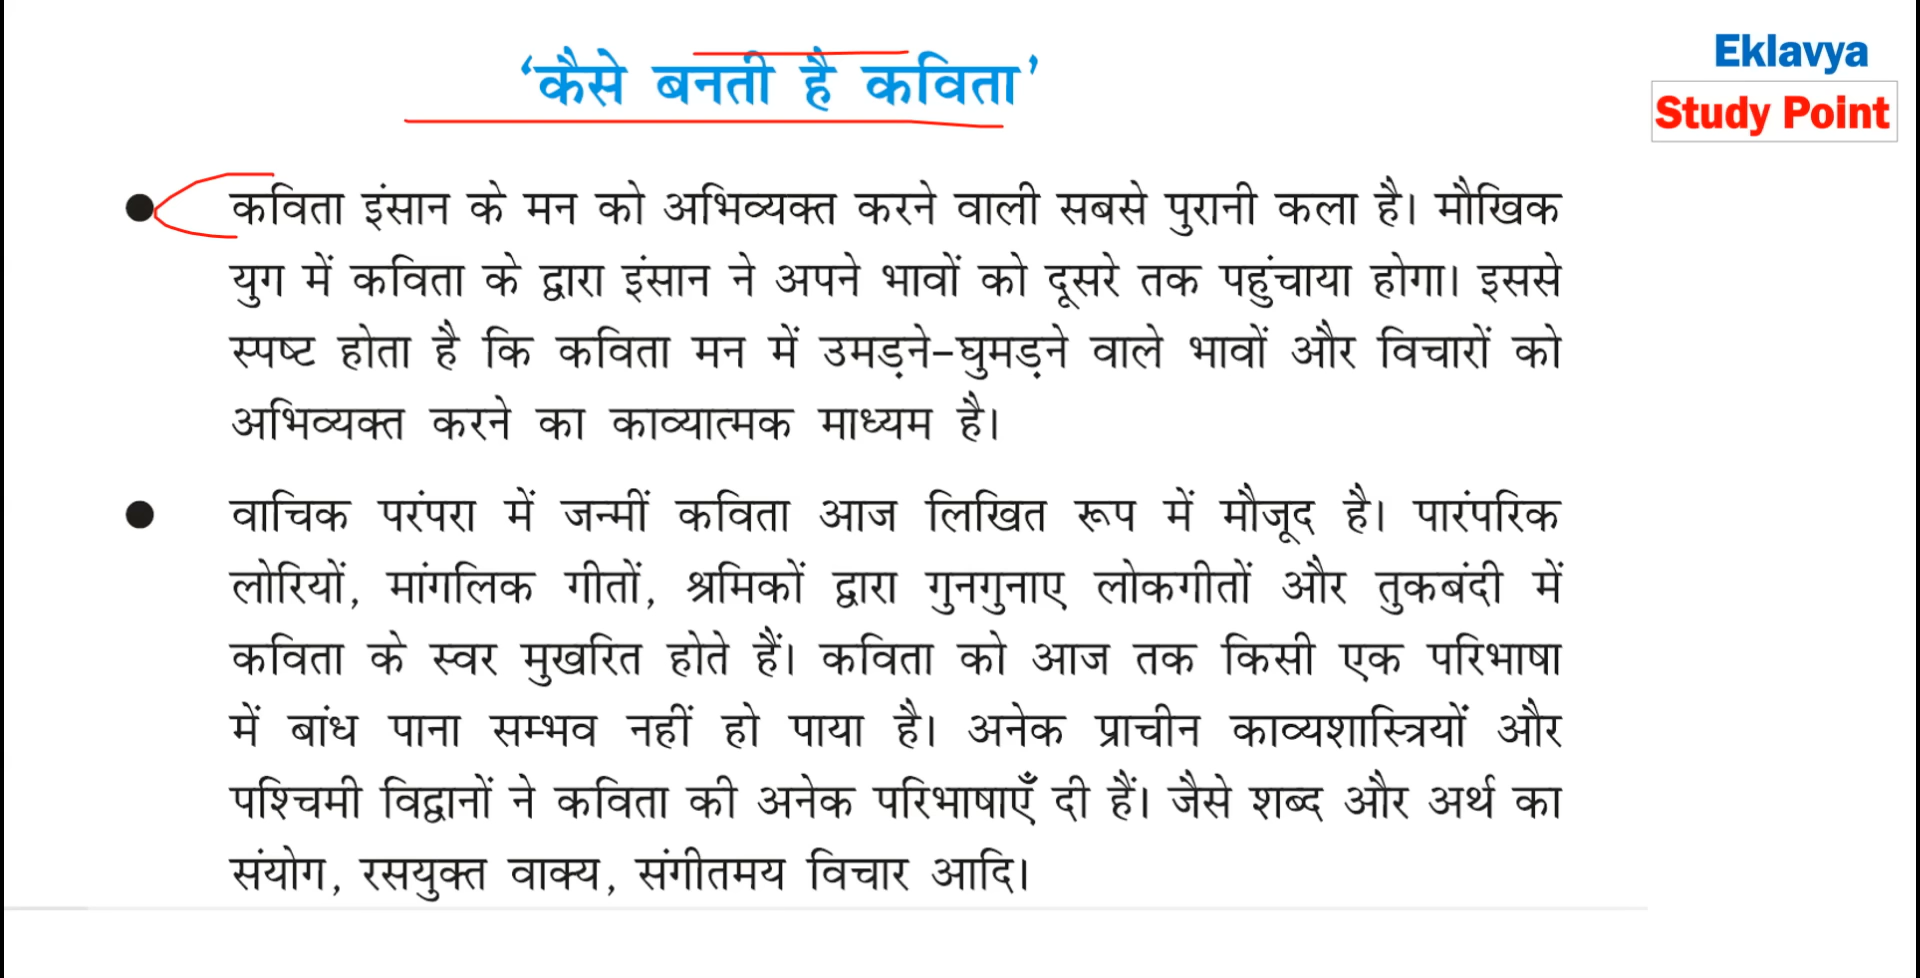 ‘कैसे बनती है कविता’
Eklavya
Study Point
● कविता इंसान के मन को अभिव्यक्त करने वाली सबसे पुरानी कला है। मौखिक
युग में कविता के द्वारा इंसान ने अपने भावों को दूसरे तक पहुंचाया होगा। इससे
स्पष्ट होता है कि कविता मन में उमड़ने-घुमड़ने वाले भावों और विचारों को
अभिव्यक्त करने का काव्यात्मक माध्यम है।
● वाचिक परंपरा में जन्मीं कविता आज लिखित रूप में मौजूद है। पारंपरिक
लोरियों, मांगलिक गीतों, श्रमिकों द्वारा गुनगुनाए लोकगीतों और तुकबंदी में
कविता के स्वर मुखरित होते हैं। कविता को आज तक किसी एक परिभाषा
में बांध पाना सम्भव नहीं हो पाया है। अनेक प्राचीन काव्यशास्त्रियों और
पश्चिमी विद्वानों ने कविता की अनेक परिभाषाएँ दी हैं। जैसे शब्द और अर्थ का
संयोग, रसयुक्त वाक्य, संगीतमय विचार आदि।